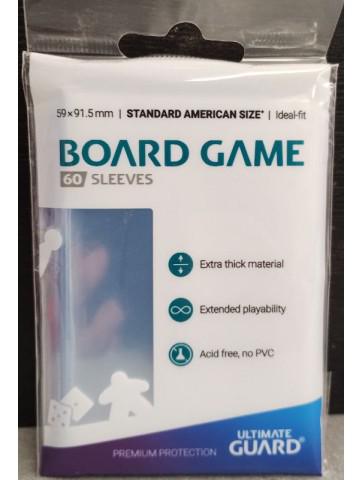 59×91.5mm | STANDARD AMERICAN SIZE* | Ideal-fit
BOARD GAME
60 SLEEVES
Extra thick material
Extended playability
Acid free, no PVC
PREMIUM PROTECTION
ULTIMATE
GUARD®